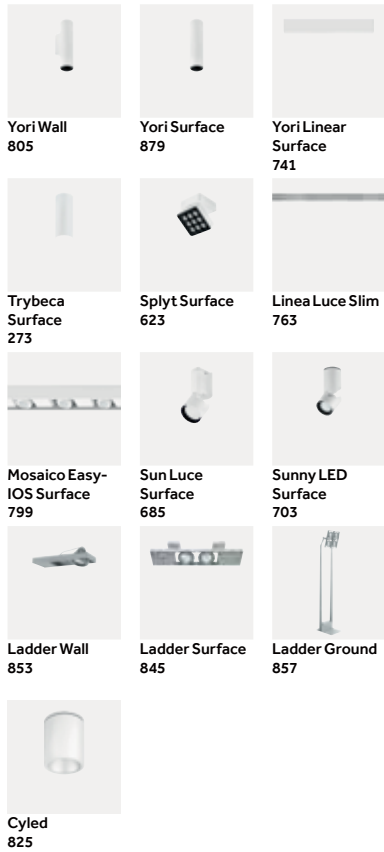 Yori Wall
805
Yori Surface
879
Yori Linear
Surface
741
Trybeca
Surface
273
Splyt Surface
623
Linea Luce Slim
763
Mosaico Easy-
IOS Surface
799
Sun Luce
Surface
685
Sunny LED
Surface
703
Ladder Wall
853
Ladder Surface
845
Ladder Ground
857
Cyled
825